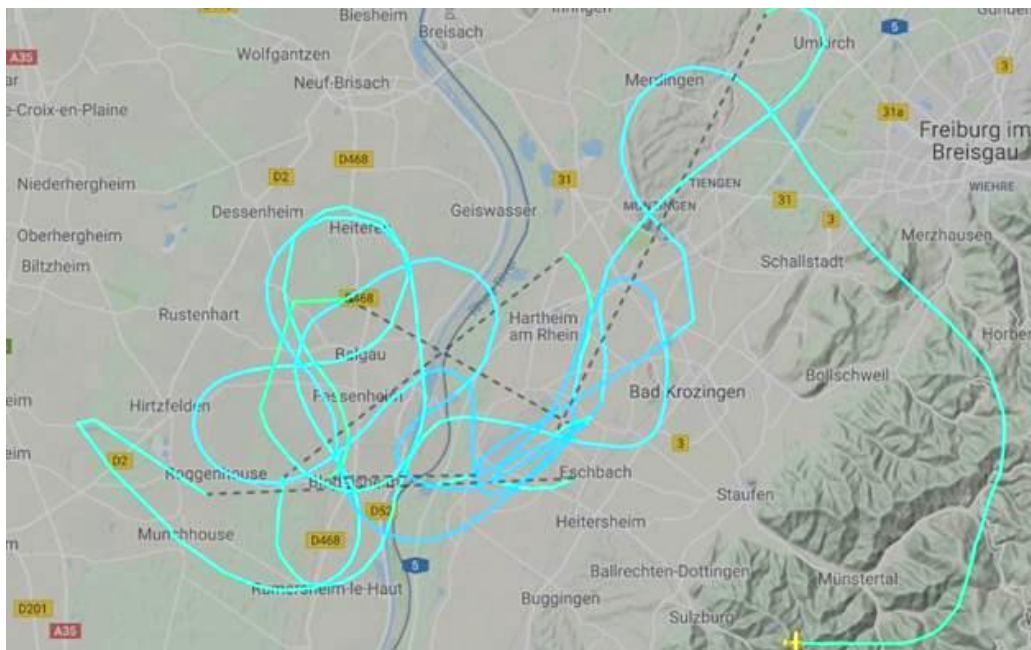 Biesheim
Breisach
5
Umkirch
A35
Wolfgantzen
Neuf-Brisach
Merdingen
3
e-Croix-en-Plaine
31a
Freiburg im
Breisgau
D468
D2
31
TIENGEN
WIEHRE
Niederhergheim
Dessenheim
Geiswasser
MUNZINGEN
31
3
Merzhausen
Oberhergheim
Heiteren
Schallstadt
Biltzheim
D468
Rustenhart
Hartheim
am Rhein
Balgau
Bollschweil
Bad Krozingen
Hirtzfelden
Fessenheim
3
D2
Roggenhouse
Eschbach
Staufen
D52
Heitersheim
Munchhouse
D468
5
Ballrechten-Dottingen
Münstertal
Rumersheim-le-Haut
Buggingen
Sulzburg
D201
A35